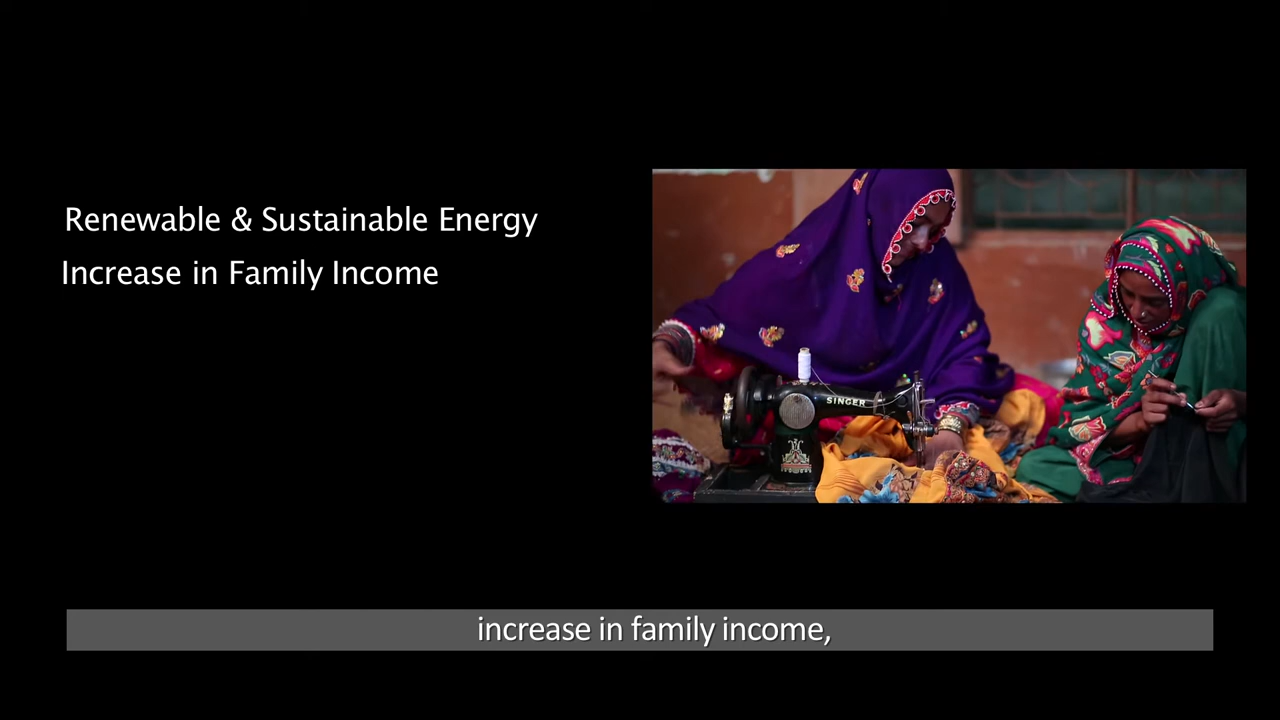 Renewable & Sustainable Energy
Increase in Family Income
SINGER
increase in family income,